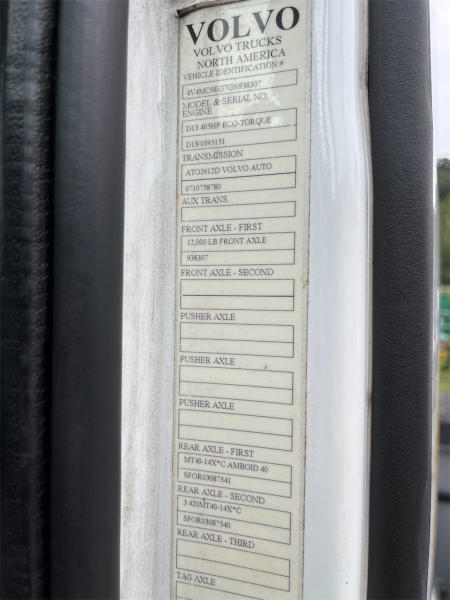 VOLVO
VOLVO TRUCKS
NORTH AMERICA
VEHICLE IDENTIFICATION #
4V4MC9EG7GN938307
MODEL & SERIAL NO.
ENGINE
D13 405HP ECO-TORQUE
D13/1095151
TRANSMISSION
ATO2612D VOLVO AUTO
0710758780
AUX TRANS.
FRONT AXLE - FIRST
12,000 LB FRONT AXLE
938307
FRONT AXLE - SECOND
PUSHER AXLE
PUSHER AXLE
PUSHER AXLE
REAR AXLE - FIRST
MT40-14X*C AMBOID 40
SFOR03087541
REAR AXLE - SECOND
3.420MT40-14X*C
SFOR03087540
REAR AXLE - THIRD
TAG AXLE